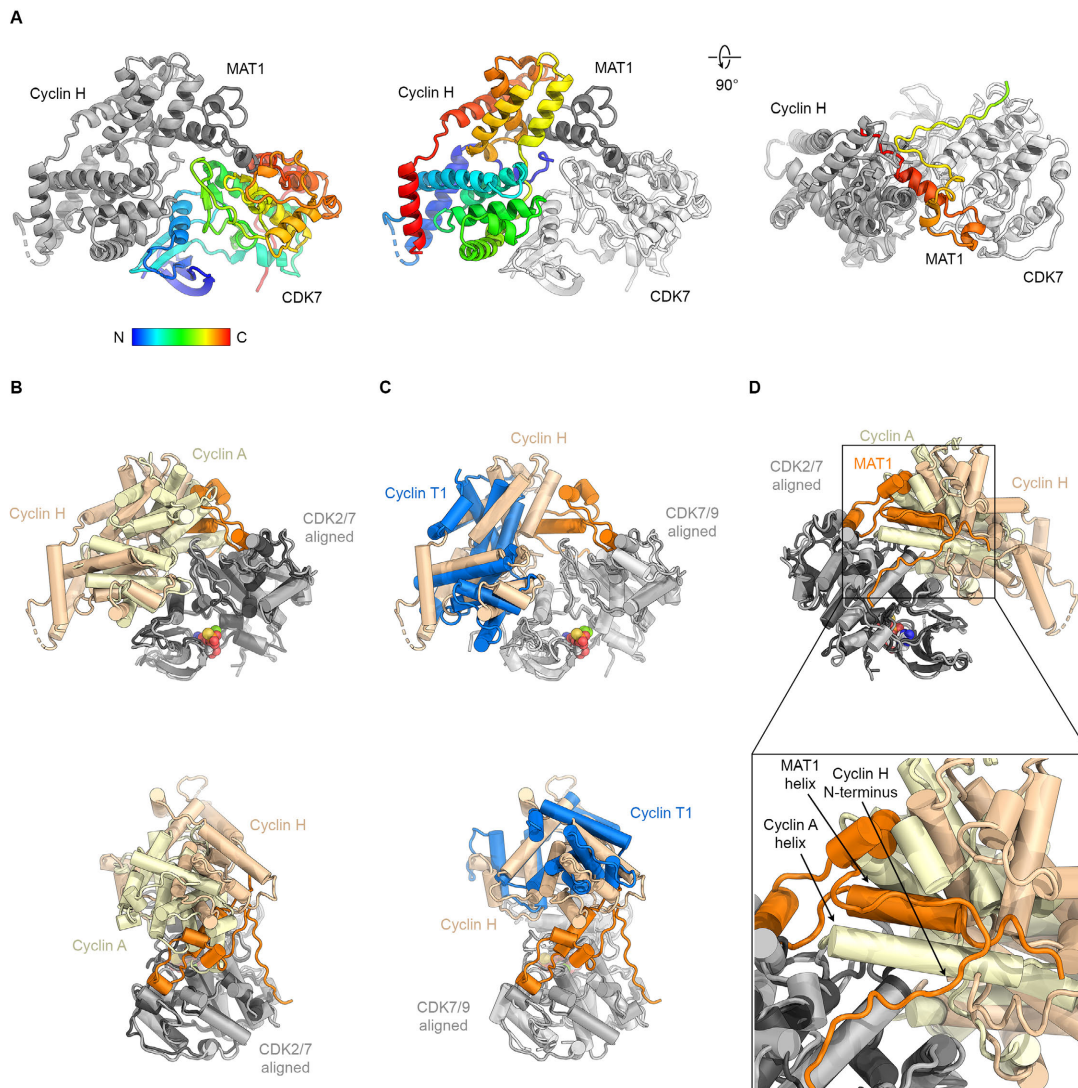 A
Cyclin H
MAT1
CDK7
N
C
Cyclin H
MAT1
90°
Cyclin H
MAT1
CDK7
B
Cyclin A
Cyclin H
CDK2/7
aligned
Cyclin H
Cyclin A
CDK2/7
aligned
C
Cyclin H
Cyclin T1
CDK7/9
aligned
Cyclin T1
Cyclin H
CDK7/9
aligned
D
Cyclin A
CDK2/7
aligned
MAT1
Cyclin H
MAT1
helix
Cyclin H
N-terminus
Cyclin A
helix